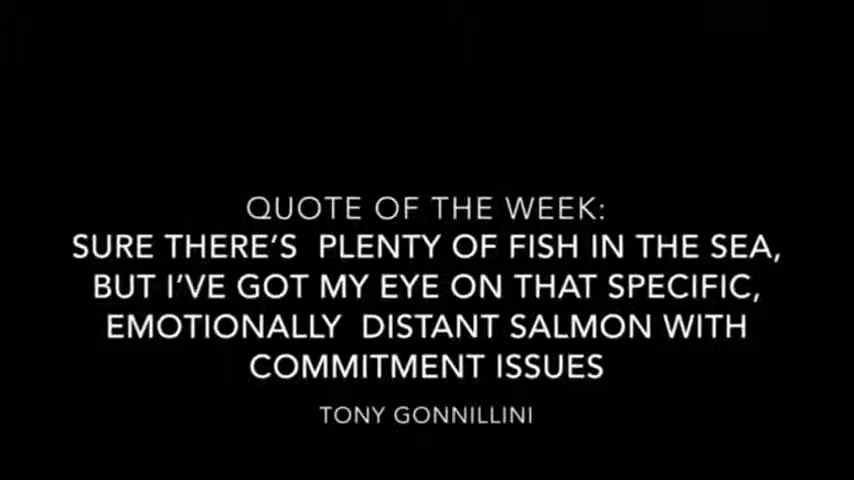 QUOTE OF THE WEEK:
SURE THERE'S PLENTY OF FISH IN THE SEA,
BUT I'VE GOT MY EYE ON THAT SPECIFIC,
EMOTIONALLY DISTANT SALMON WITH
COMMITMENT ISSUES
TONY GONNILLINI